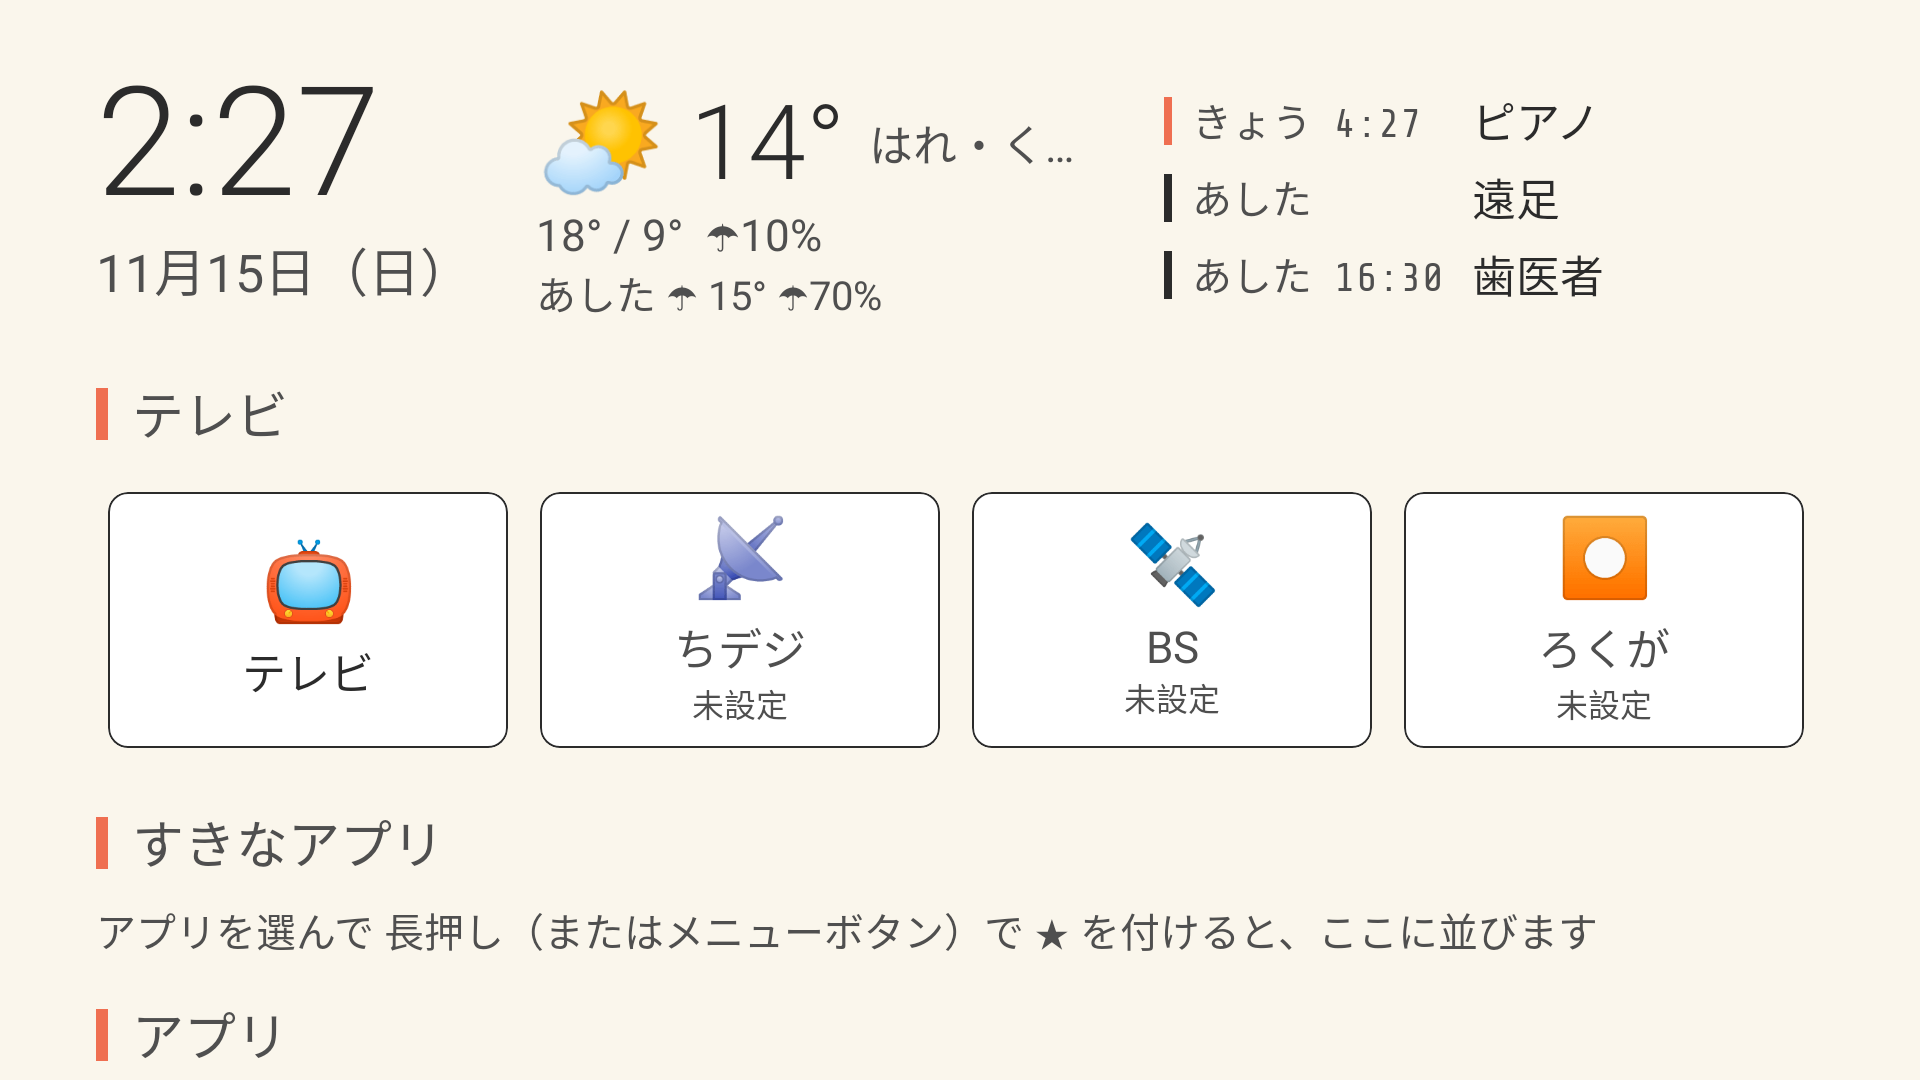 2:27
11月15日（日）
14° はれ・く...
18° / 9° ☂10%
あした ☂ 15° ☂70%
きょう 4:27 ピアノ
あした 遠足
あした 16:30 歯医者
テレビ
テレビ
ちデジ
未設定
BS
未設定
ろくが
未設定
すきなアプリ
アプリを選んで 長押し（またはメニューボタン）で ★ を付けると、ここに並びます
アプリ